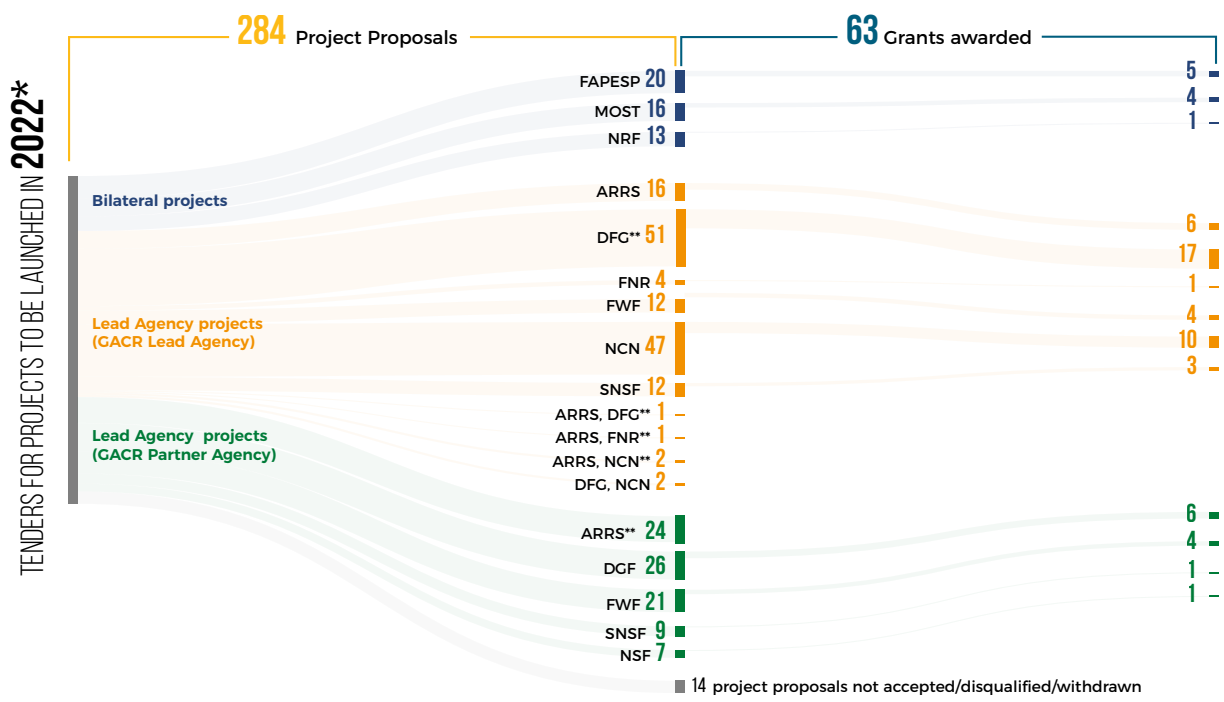 TENDERS FOR PROJECTS TO BE LAUNCHED IN 2022*
284 Project Proposals
63 Grants awarded
Bilateral projects
Lead Agency projects
(GACR Lead Agency)
Lead Agency projects
(GACR Partner Agency)
FAPESP 20
MOST 16
NRF 13
ARRS 16
DFG** 51
FNR 4
FWF 12
NCN 47
SNSF 12
ARRS, DFG** 1
ARRS, FNR** 1
ARRS, NCN** 2
DFG, NCN 2
ARRS** 24
DGF 26
FWF 21
SNSF 9
NSF 7
14 project proposals not accepted/disqualified/withdrawn
5
4
1
6
17
1
4
10
3
6
4
1
1